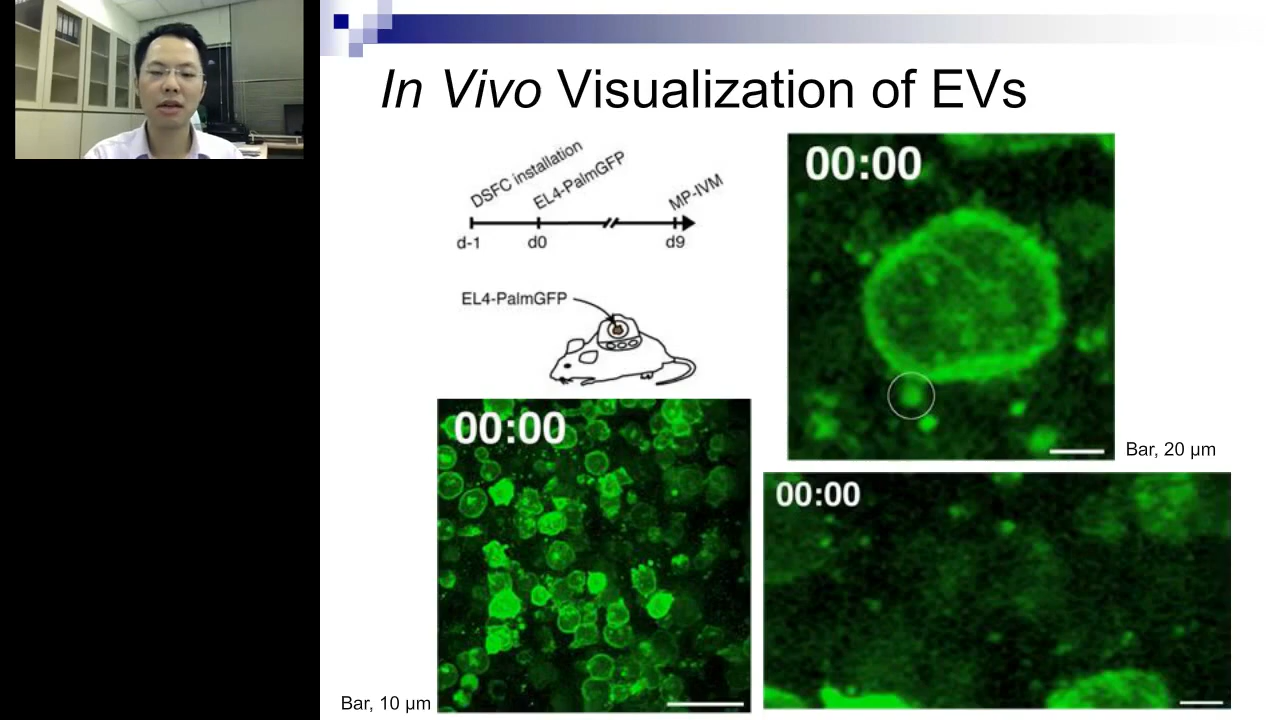 In Vivo Visualization of EVs
DSFC installation
EL4-PalmGFP
MP-IVM
d-1
d0
d9
EL4-PalmGFP
00:00
Bar, 20 µm
00:00
Bar, 10 µm
00:00